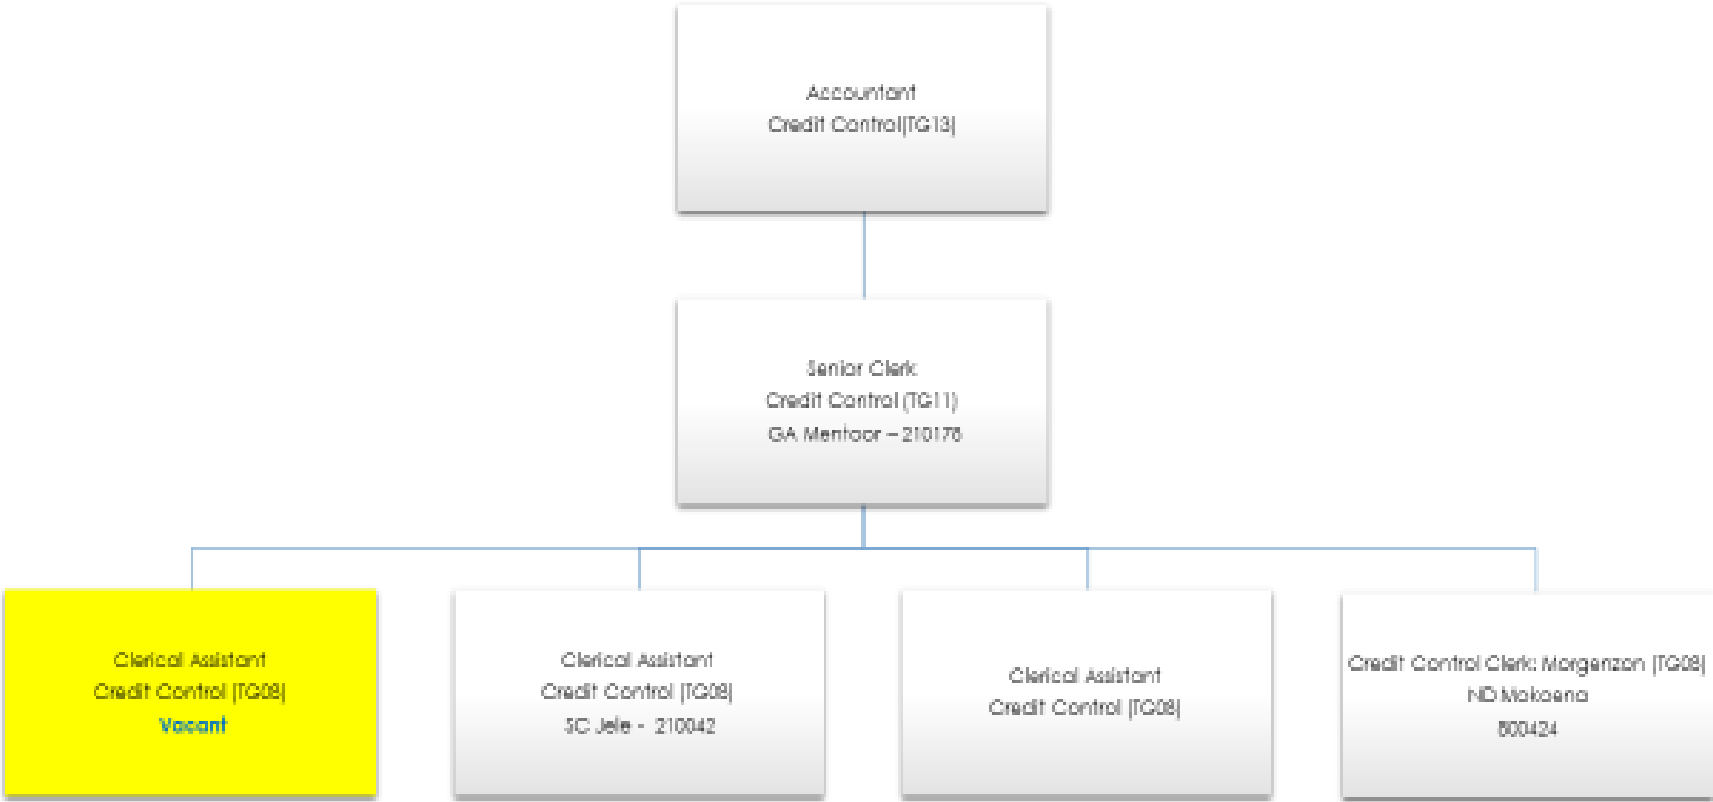 Accountant
Credit Control(TG13)
Senior Clerk
Credit Control (TG11)
GA Mentoor – 210178
Clerical Assistant
Credit Control (TG08)
Vacant
Clerical Assistant
Credit Control (TG08)
SC Jele - 210042
Clerical Assistant
Credit Control (TG08)
Credit Control Clerk: Morgenzon (TG08)
ND Mokoena
800424